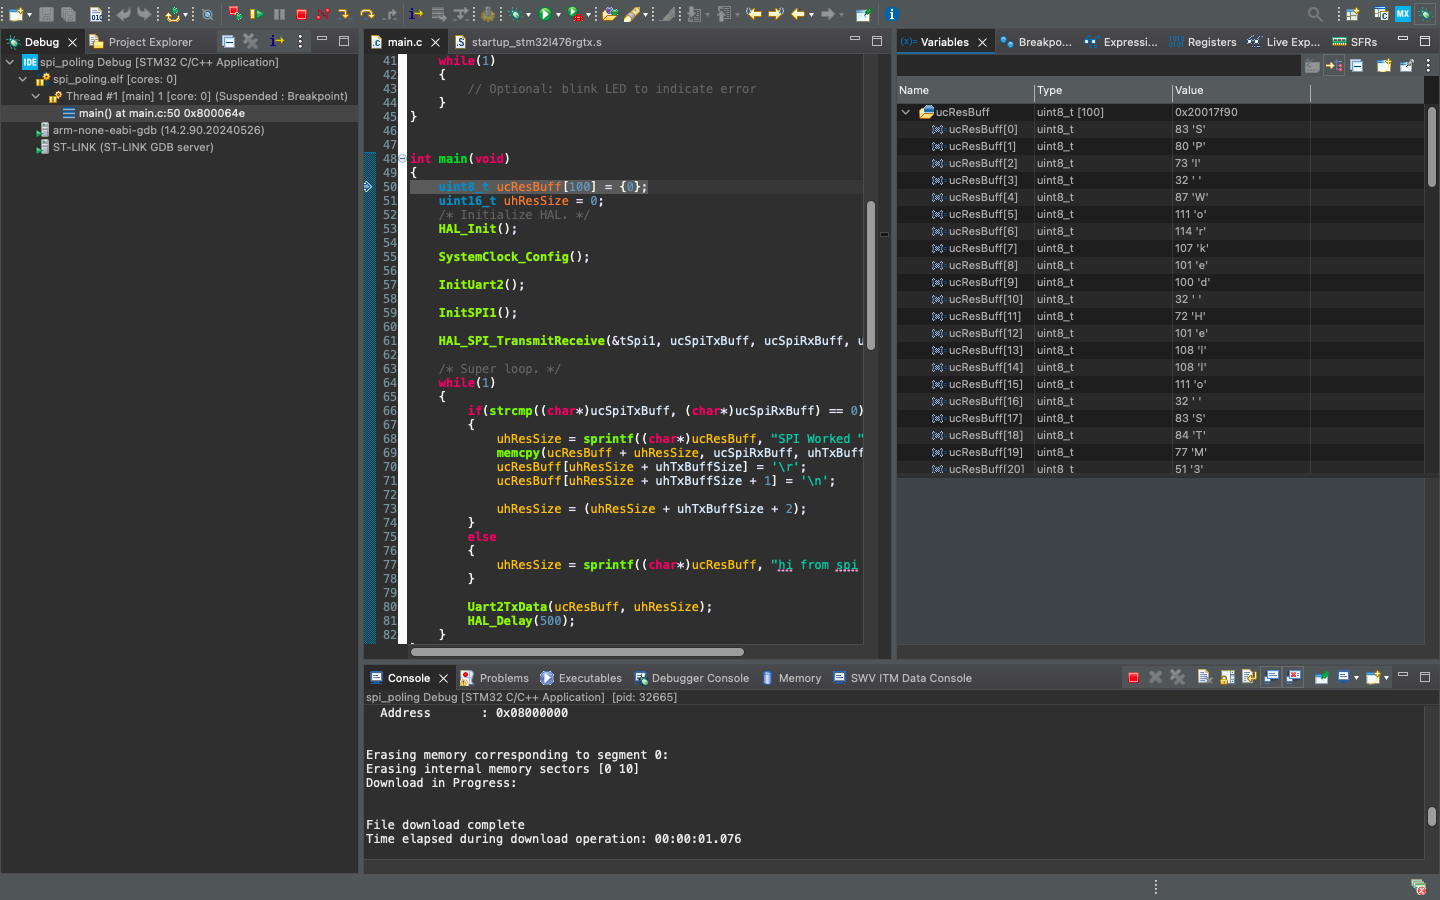 Debug
Project Explorer
spi_poling Debug [STM32 C/C++ Application]
spi_poling.elf [cores: 0]
Thread #1 [main] 1 [core: 0] (Suspended : Breakpoint)
main() at main.c:50 0x800064e
arm-none-eabi-gdb (14.2.90.20240526)
ST-LINK (ST-LINK GDB server)
main.c
startup_stm32l476rgtx.s
41 while(1)
42 {
43 // Optional: blink LED to indicate error
44 }
45 }
46
47
48 int main(void)
49 {
50 uint8_t ucResBuff[100] = {0};
51 uint16_t uhResSize = 0;
52 /* Initialize HAL. */
53 HAL_Init();
54
55 SystemClock_Config();
56
57 InitUart2();
58
59 InitSPI1();
60
61 HAL_SPI_TransmitReceive(&tSpi1, ucSpiTxBuff, ucSpiRxBuff, u
62
63 /* Super loop. */
64 while(1)
65 {
66 if(strcmp((char*)ucSpiTxBuff, (char*)ucSpiRxBuff) == 0)
67 {
68 uhResSize = sprintf((char*)ucResBuff, "SPI Worked "
69 memcpy(ucResBuff + uhResSize, ucSpiRxBuff, uhTxBuff
70 ucResBuff[uhResSize + uhTxBuffSize] = '\r';
71 ucResBuff[uhResSize + uhTxBuffSize + 1] = '\n';
72
73 uhResSize = (uhResSize + uhTxBuffSize + 2);
74 }
75 else
76 {
77 uhResSize = sprintf((char*)ucResBuff, "hi from spi
78 }
79
80 Uart2TxData(ucResBuff, uhResSize);
81 HAL_Delay(500);
82 }
MX
Variables
Breakpo...
Expressi...
Registers
Live Exp...
SFRs
Name Type Value
ucResBuff uint8_t [100] 0x20017f90
ucResBuff[0] uint8_t 83 'S'
ucResBuff[1] uint8_t 80 'P'
ucResBuff[2] uint8_t 73 'I'
ucResBuff[3] uint8_t 32 ' '
ucResBuff[4] uint8_t 87 'W'
ucResBuff[5] uint8_t 111 'o'
ucResBuff[6] uint8_t 114 'r'
ucResBuff[7] uint8_t 107 'k'
ucResBuff[8] uint8_t 101 'e'
ucResBuff[9] uint8_t 100 'd'
ucResBuff[10] uint8_t 32 ' '
ucResBuff[11] uint8_t 72 'H'
ucResBuff[12] uint8_t 101 'e'
ucResBuff[13] uint8_t 108 'l'
ucResBuff[14] uint8_t 108 'l'
ucResBuff[15] uint8_t 111 'o'
ucResBuff[16] uint8_t 32 ' '
ucResBuff[17] uint8_t 83 'S'
ucResBuff[18] uint8_t 84 'T'
ucResBuff[19] uint8_t 77 'M'
ucResBuff[20] uint8_t 51 '3'
Console
Problems
Executables
Debugger Console
Memory
SWV ITM Data Console
spi_poling Debug [STM32 C/C++ Application] [pid: 32665]
Address : 0x08000000
Erasing memory corresponding to segment 0:
Erasing internal memory sectors [0 10]
Download in Progress:
File download complete
Time elapsed during download operation: 00:00:01.076